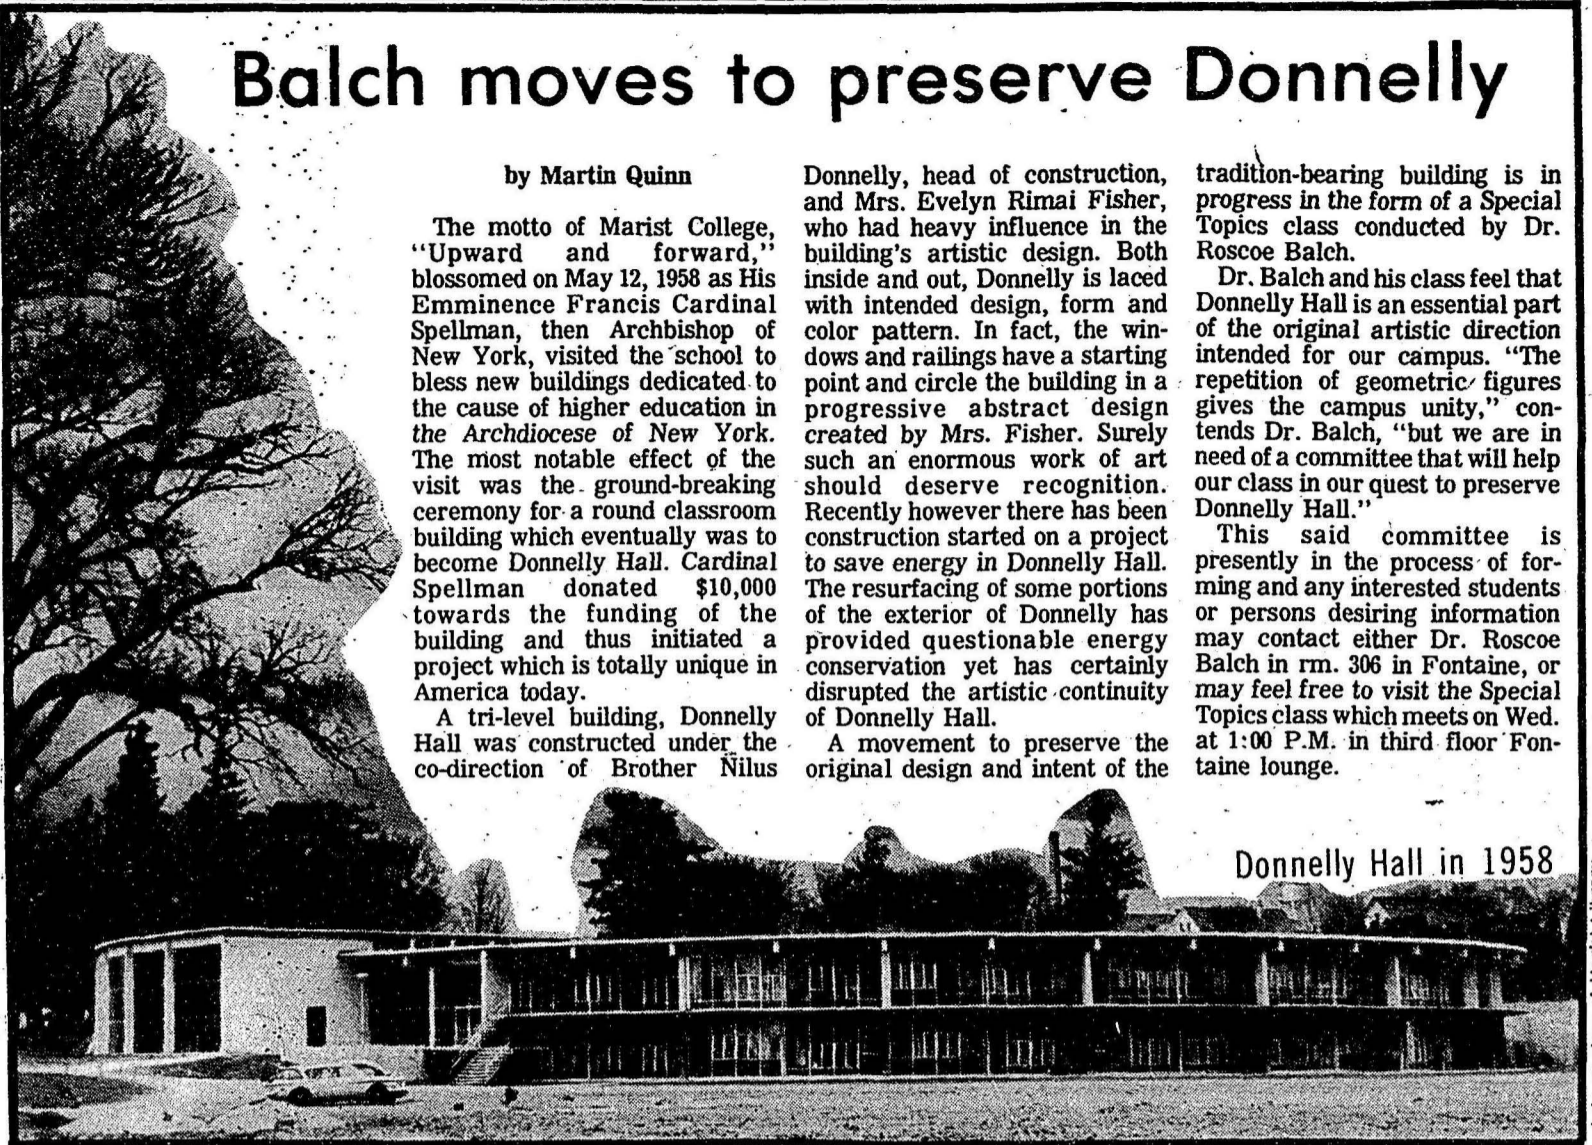 Balch moves to preserve Donnelly
by Martin Quinn
The motto of Marist College,
"Upward and forward,"
blossomed on May 12, 1958 as His
Emminence Francis Cardinal
Spellman, then Archbishop of
New York, visited the school to
bless new buildings dedicated to
the cause of higher education in
the Archdiocese of New York.
The most notable effect of the
visit was the ground-breaking
ceremony for a round classroom
building which eventually was to
become Donnelly Hall. Cardinal
Spellman donated $10,000
towards the funding of the
building and thus initiated a
project which is totally unique in
America today.
A tri-level building, Donnelly
Hall was constructed under the
co-direction of Brother Nilus
Donnelly, head of construction,
and Mrs. Evelyn Rimai Fisher,
who had heavy influence in the
building's artistic design. Both
inside and out, Donnelly is laced
with intended design, form and
color pattern. In fact, the win-
dows and railings have a starting
point and circle the building in a
progressive abstract design
created by Mrs. Fisher. Surely
such an enormous work of art
should deserve recognition.
Recently however there has been
construction started on a project
to save energy in Donnelly Hall.
The resurfacing of some portions
of the exterior of Donnelly has
provided questionable energy
conservation yet has certainly
disrupted the artistic continuity
of Donnelly Hall.
A movement to preserve the
original design and intent of the
tradition-bearing building is in
progress in the form of a Special
Topics class conducted by Dr.
Roscoe Balch.
Dr. Balch and his class feel that
Donnelly Hall is an essential part
of the original artistic direction
intended for our campus. "The
repetition of geometric figures
gives the campus unity," con-
tends Dr. Balch, "but we are in
need of a committee that will help
our class in our quest to preserve
Donnelly Hall."
This said committee is
presently in the process of for-
ming and any interested students
or persons desiring information
may contact either Dr. Roscoe
Balch in rm. 306 in Fontaine, or
may feel free to visit the Special
Topics class which meets on Wed.
at 1:00 P.M. in third floor Fon-
taine lounge.
Donnelly Hall in 1958